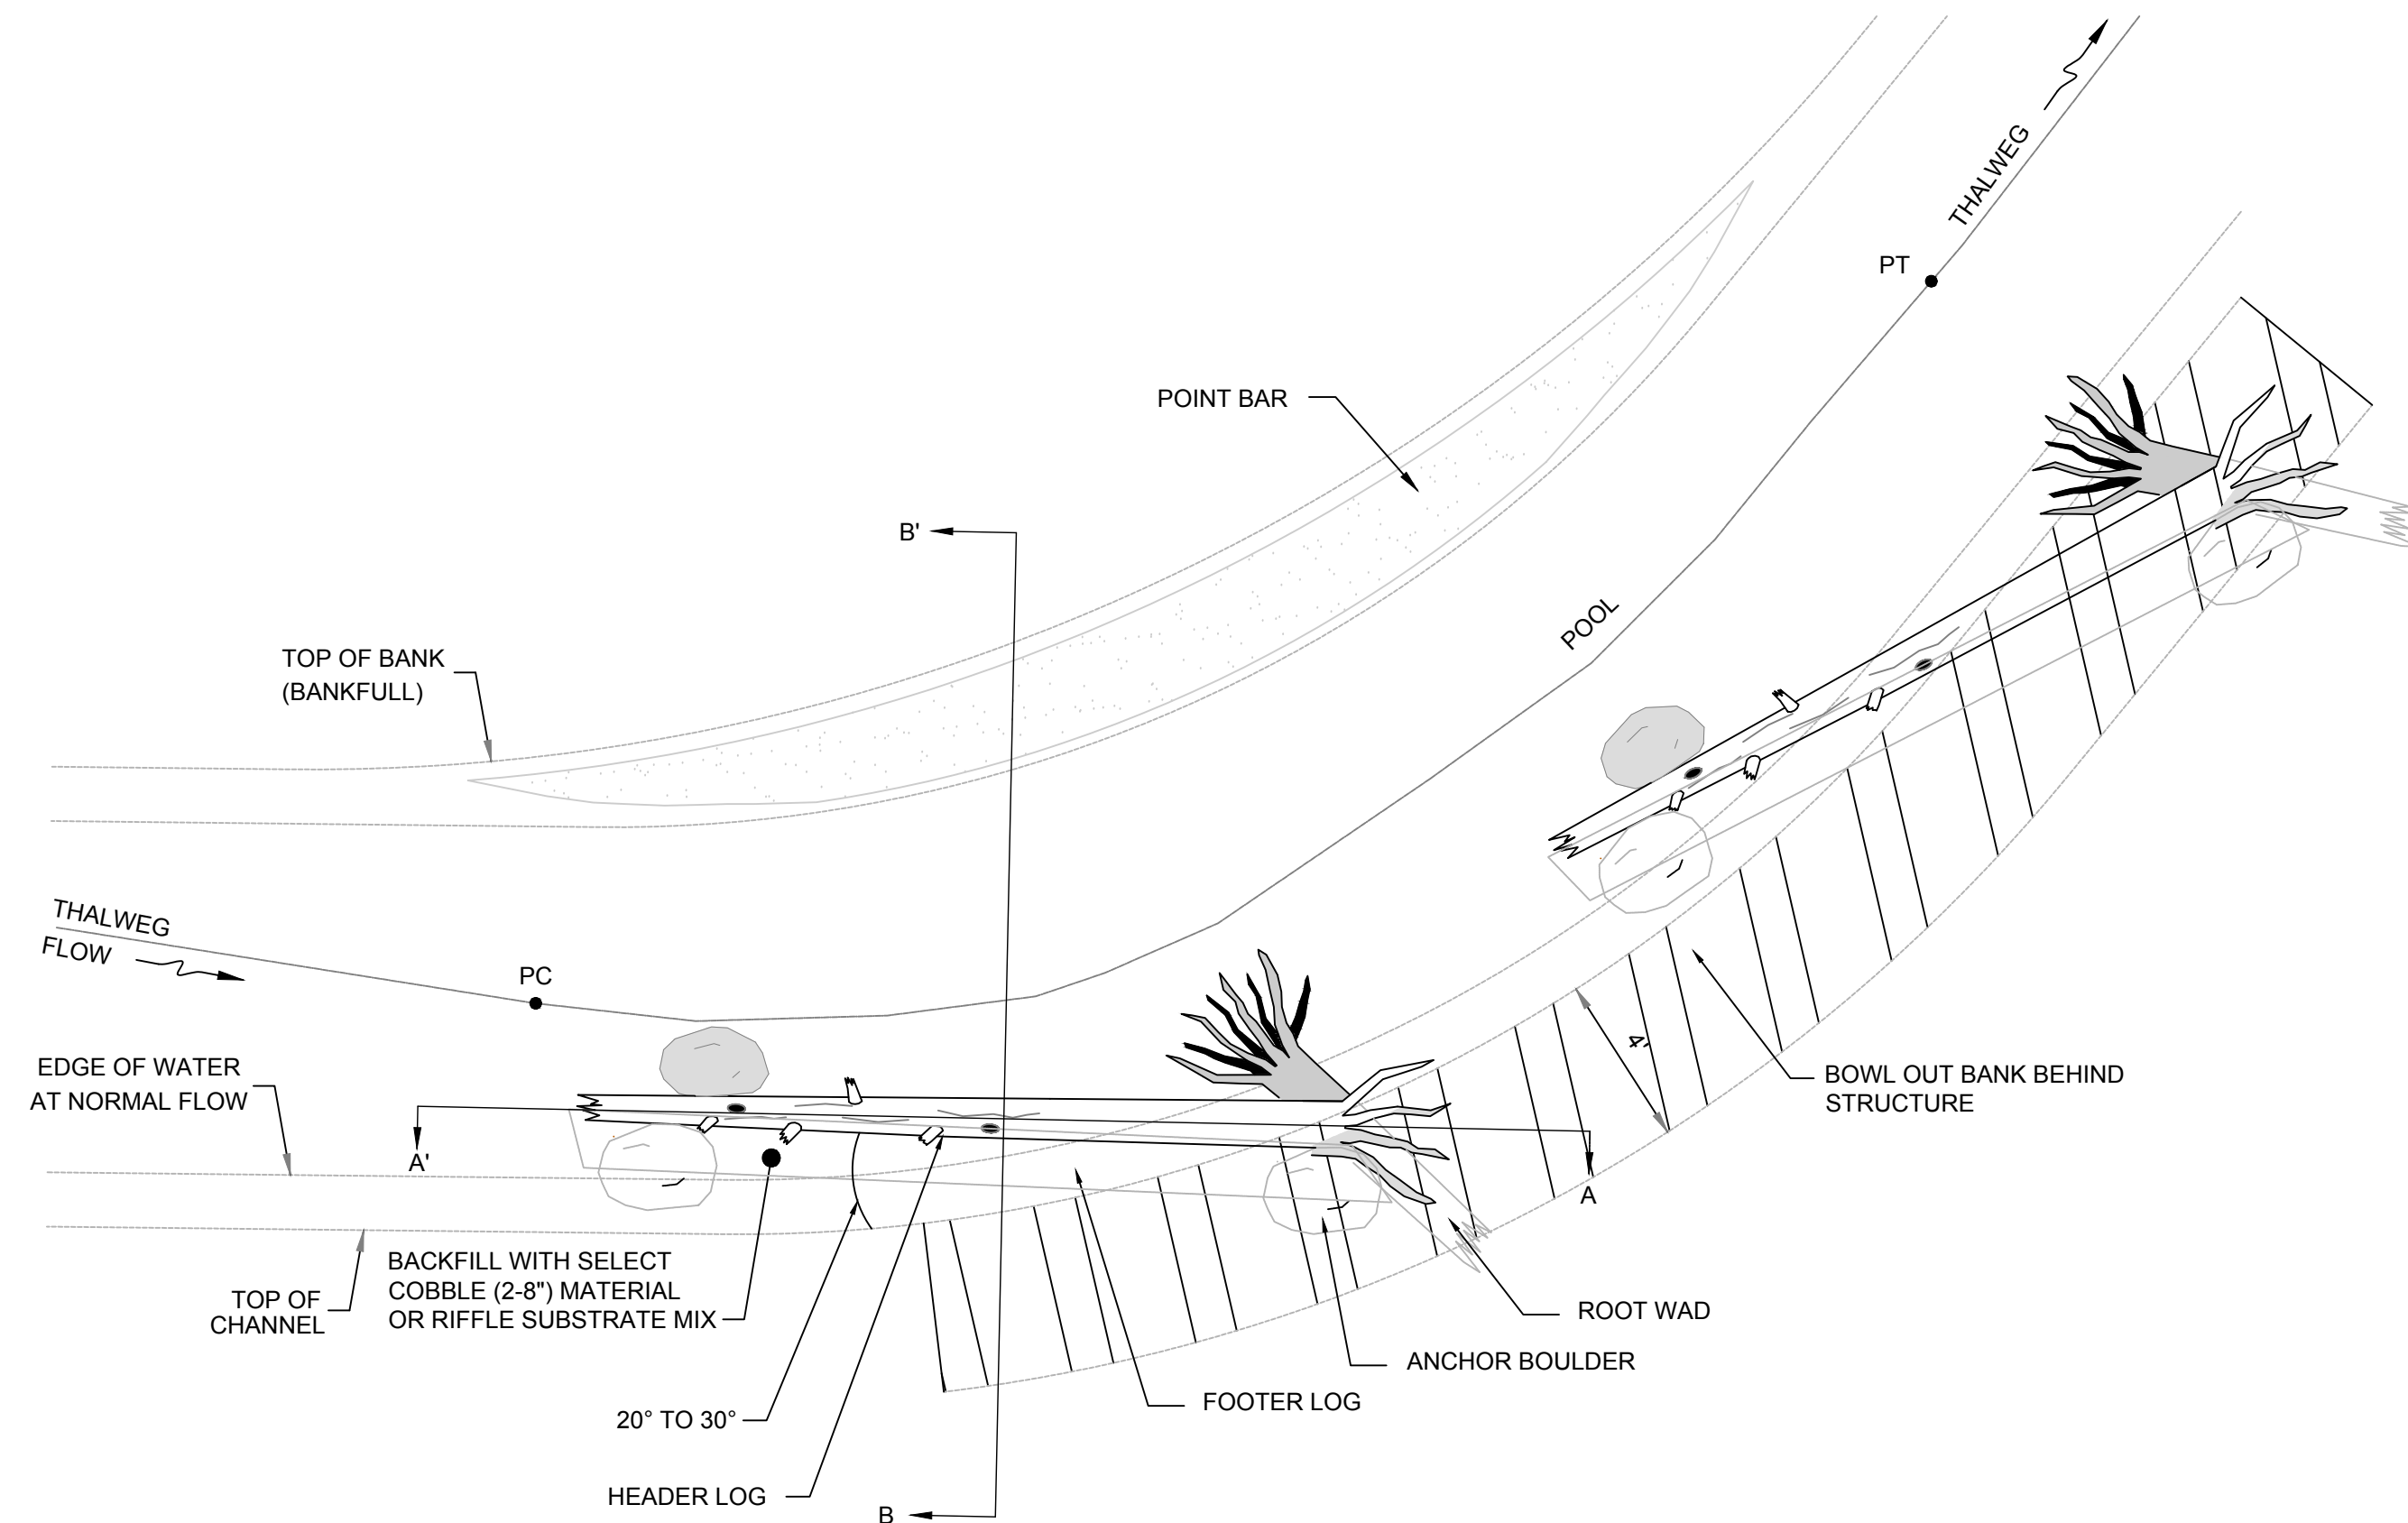 THALWEG
PT
POINT BAR
B'
POOL
TOP OF BANK
(BANKFULL)
THALWEG
FLOW
PC
EDGE OF WATER
AT NORMAL FLOW
A'
4'
BOWL OUT BANK BEHIND
STRUCTURE
A
BACKFILL WITH SELECT
COBBLE (2-8") MATERIAL
OR RIFFLE SUBSTRATE MIX
TOP OF
CHANNEL
ROOT WAD
ANCHOR BOULDER
FOOTER LOG
20° TO 30°
HEADER LOG
B